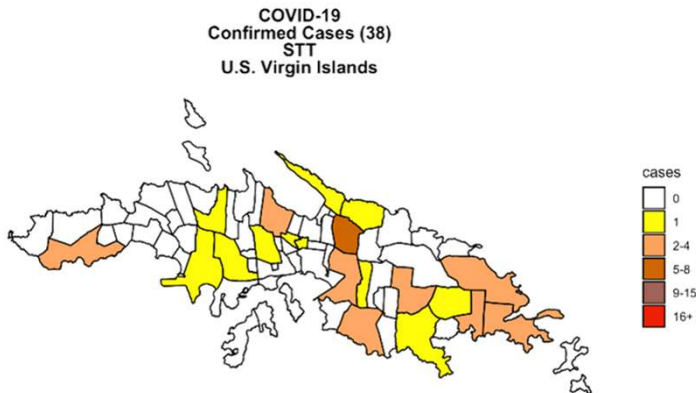 COVID-19
Confirmed Cases (38)
STT
U.S. Virgin Islands
cases
0
1
2-4
5-8
9-15
16+